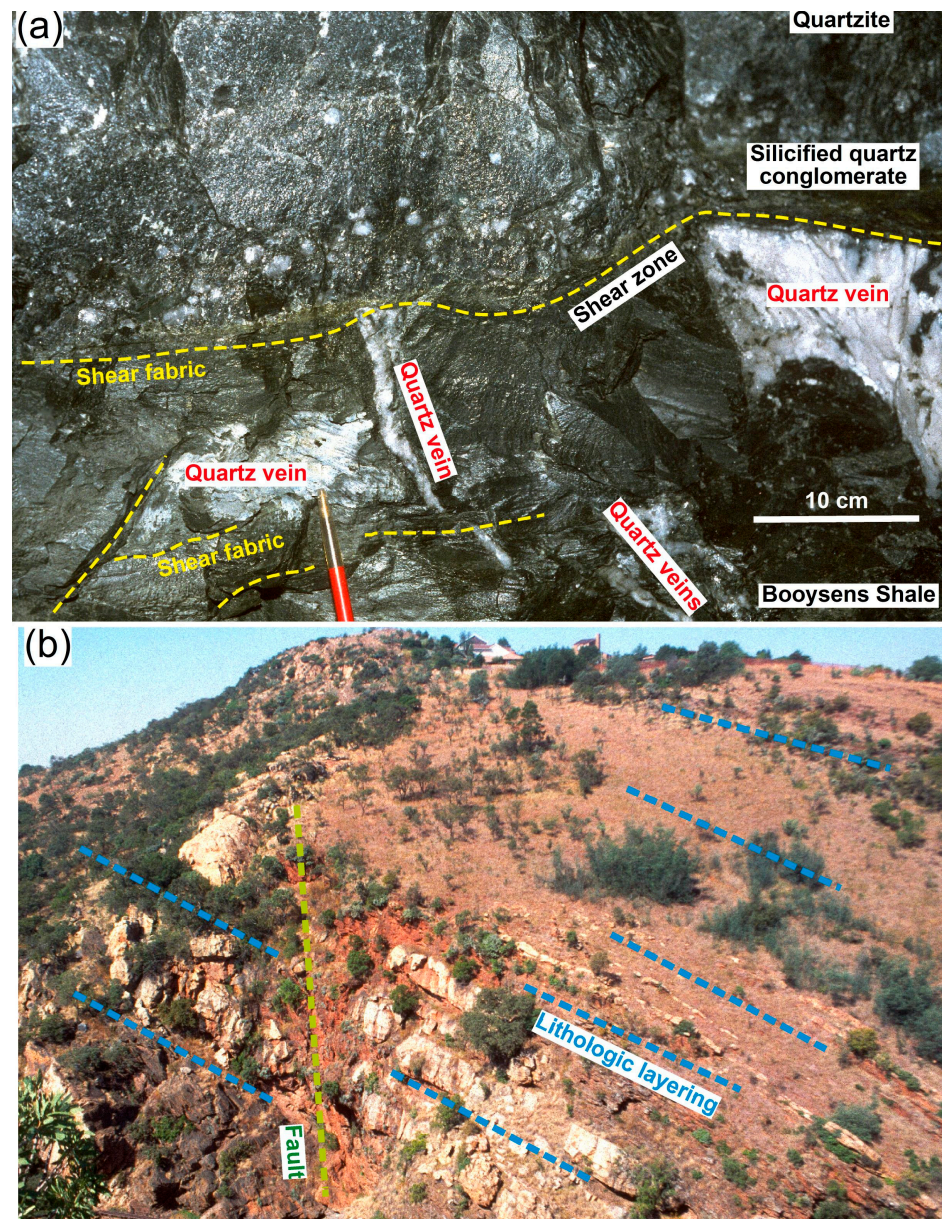 (a)
Quartzite
Silicified quartz
conglomerate
Shear zone
Quartz vein
Shear fabric
Quartz vein
Quartz vein
10 cm
Shear fabric
Quartz veins
Booysens Shale
(b)
Lithologic layering
Fault